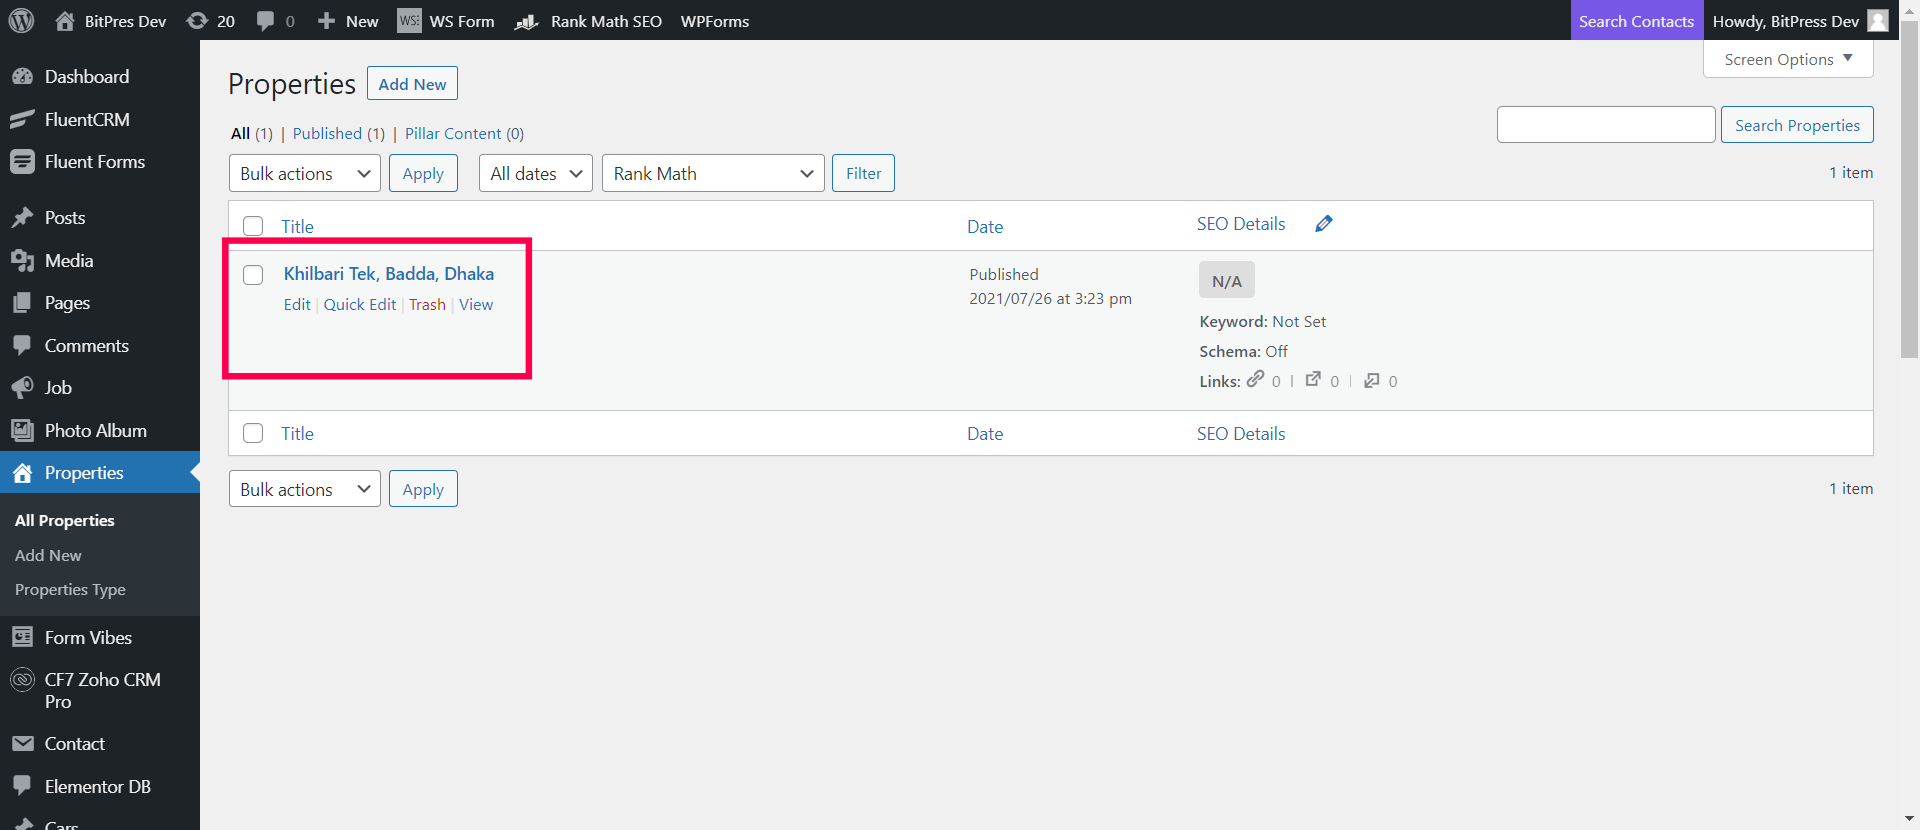 BitPres Dev 20 0 New WS Form Rank Math SEO WPForms Search Contacts Howdy, BitPress Dev
Screen Options
Dashboard
FluentCRM
Fluent Forms
Posts
Media
Pages
Comments
Job
Photo Album
Properties
All Properties
Add New
Properties Type
Form Vibes
CF7 Zoho CRM
Pro
Contact
Elementor DB
Cars
Properties Add New
All (1) | Published (1) | Pillar Content (0)
Search Properties
Bulk actions Apply All dates Rank Math Filter 1 item
Title Date SEO Details
Khilbari Tek, Badda, Dhaka
Edit | Quick Edit | Trash | View
Published
2021/07/26 at 3:23 pm
N/A
Keyword: Not Set
Schema: Off
Links: 0 | 0 | 0
Title Date SEO Details
Bulk actions Apply 1 item